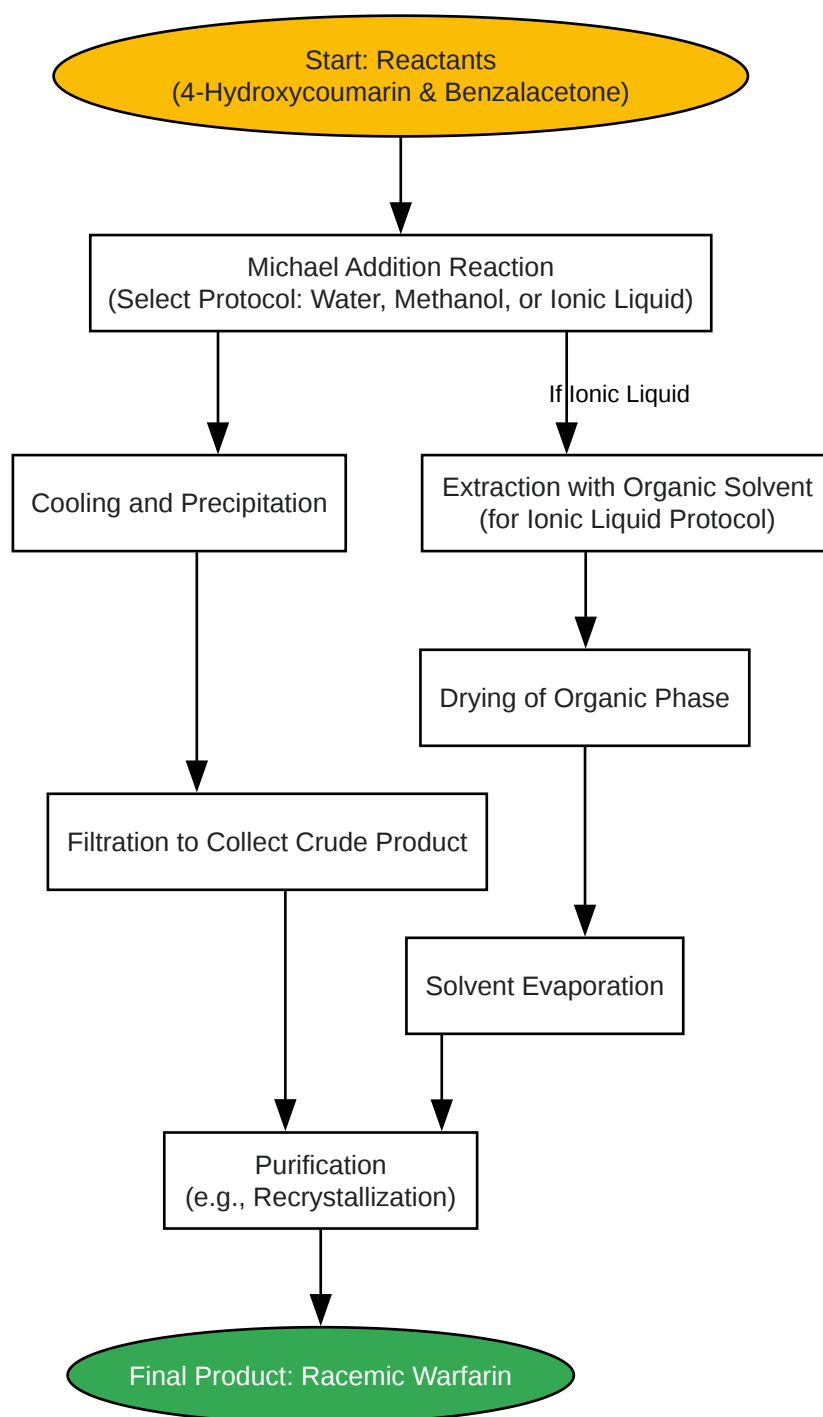 Start: Reactants
(4-Hydroxycoumarin & Benzalacetone)
Michael Addition Reaction
(Select Protocol: Water, Methanol, or Ionic Liquid)
If Ionic Liquid
Cooling and Precipitation
Extraction with Organic Solvent
(for Ionic Liquid Protocol)
Drying of Organic Phase
Filtration to Collect Crude Product
Solvent Evaporation
Purification
(e.g., Recrystallization)
Final Product: Racemic Warfarin